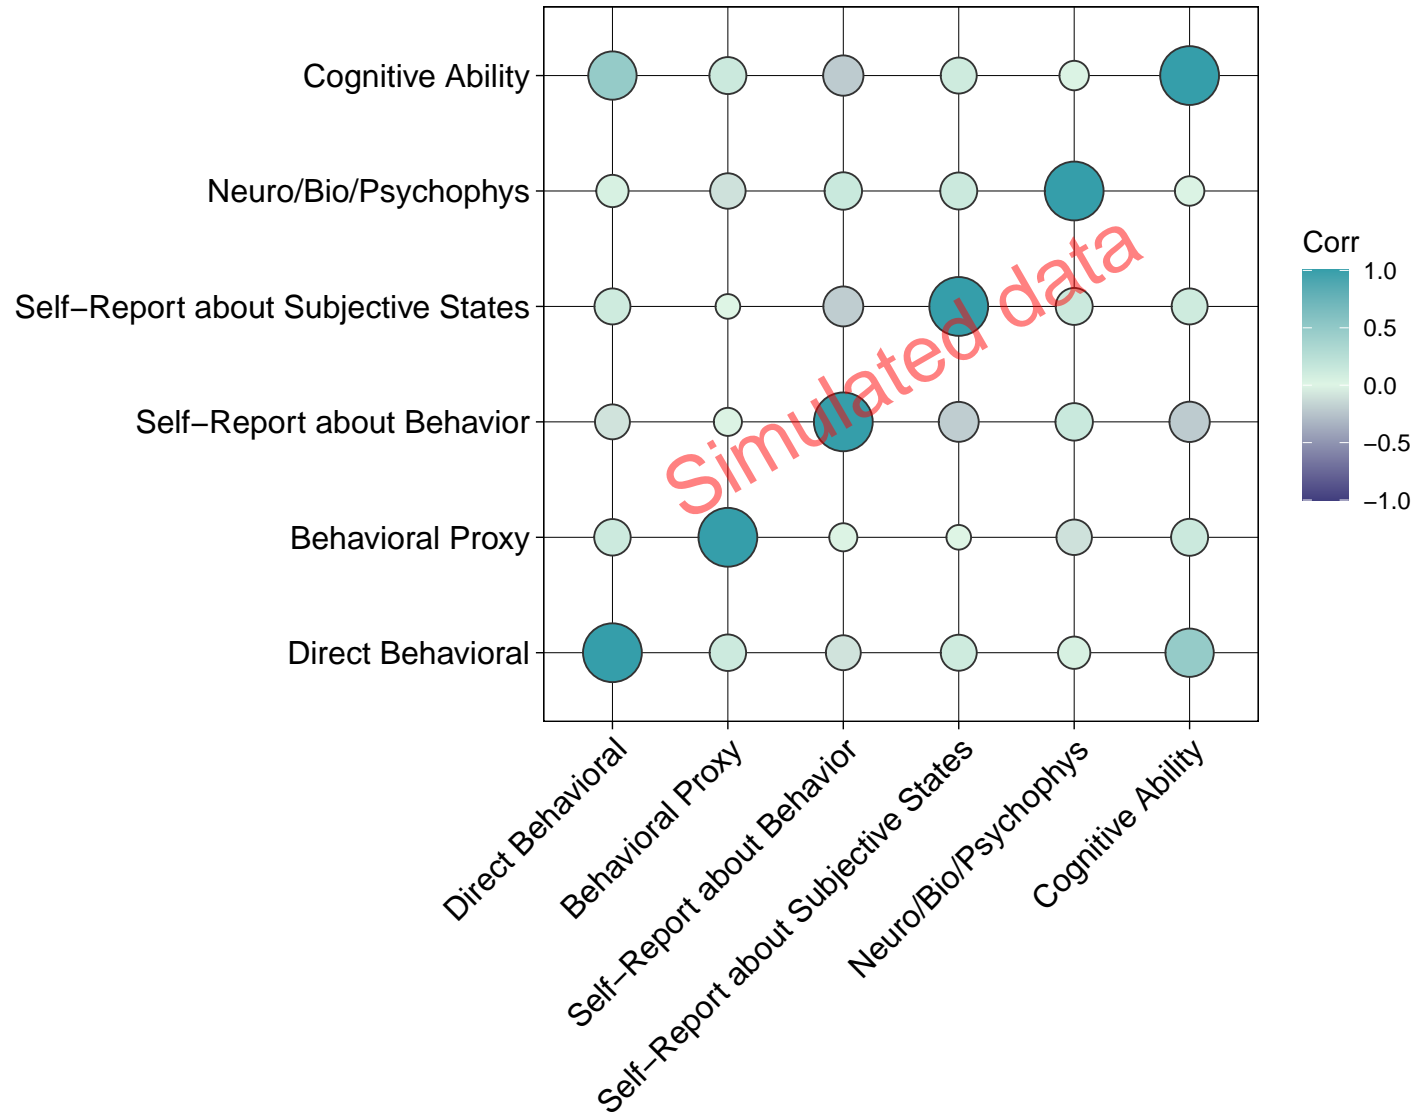 Cognitive Ability
Neuro/Bio/Psychophys
Self−Report about Subjective States
Self−Report about Behavior
Behavioral Proxy
Direct Behavioral
Simulated data
Corr
1.0
0.5
0.0
−0.5
−1.0
Direct Behavioral
Behavioral Proxy
Self−Report about Behavior
Self−Report about Subjective States
Neuro/Bio/Psychophys
Cognitive Ability